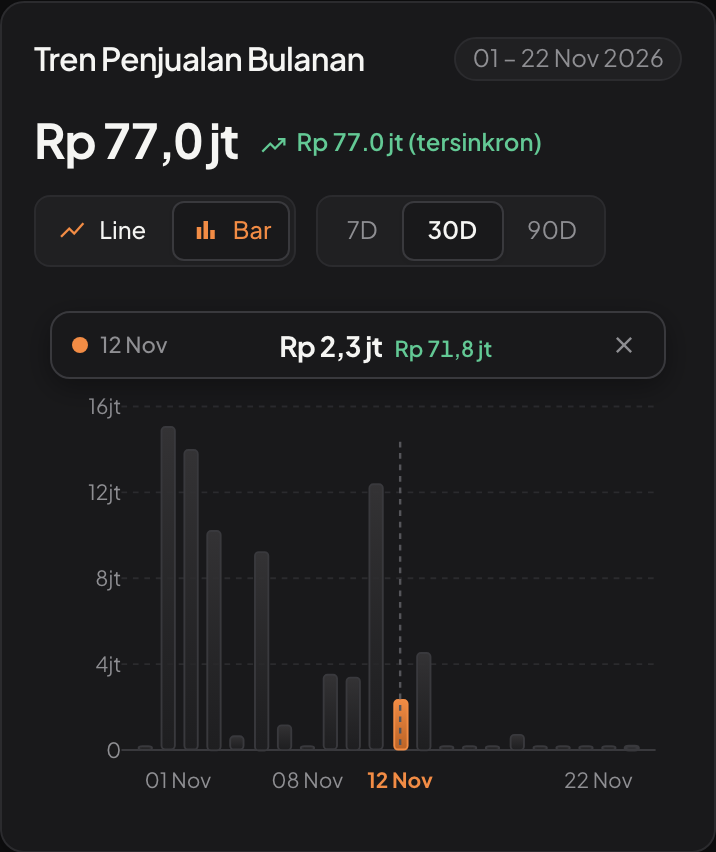 Tren Penjualan Bulanan
01 – 22 Nov 2026
Rp 77,0 jt
Rp 77.0 jt (tersinkron)
Line
Bar
7D
30D
90D
12 Nov
Rp 2,3 jt
Rp 71,8 jt
16jt
12jt
8jt
4jt
0
01 Nov
08 Nov
12 Nov
22 Nov